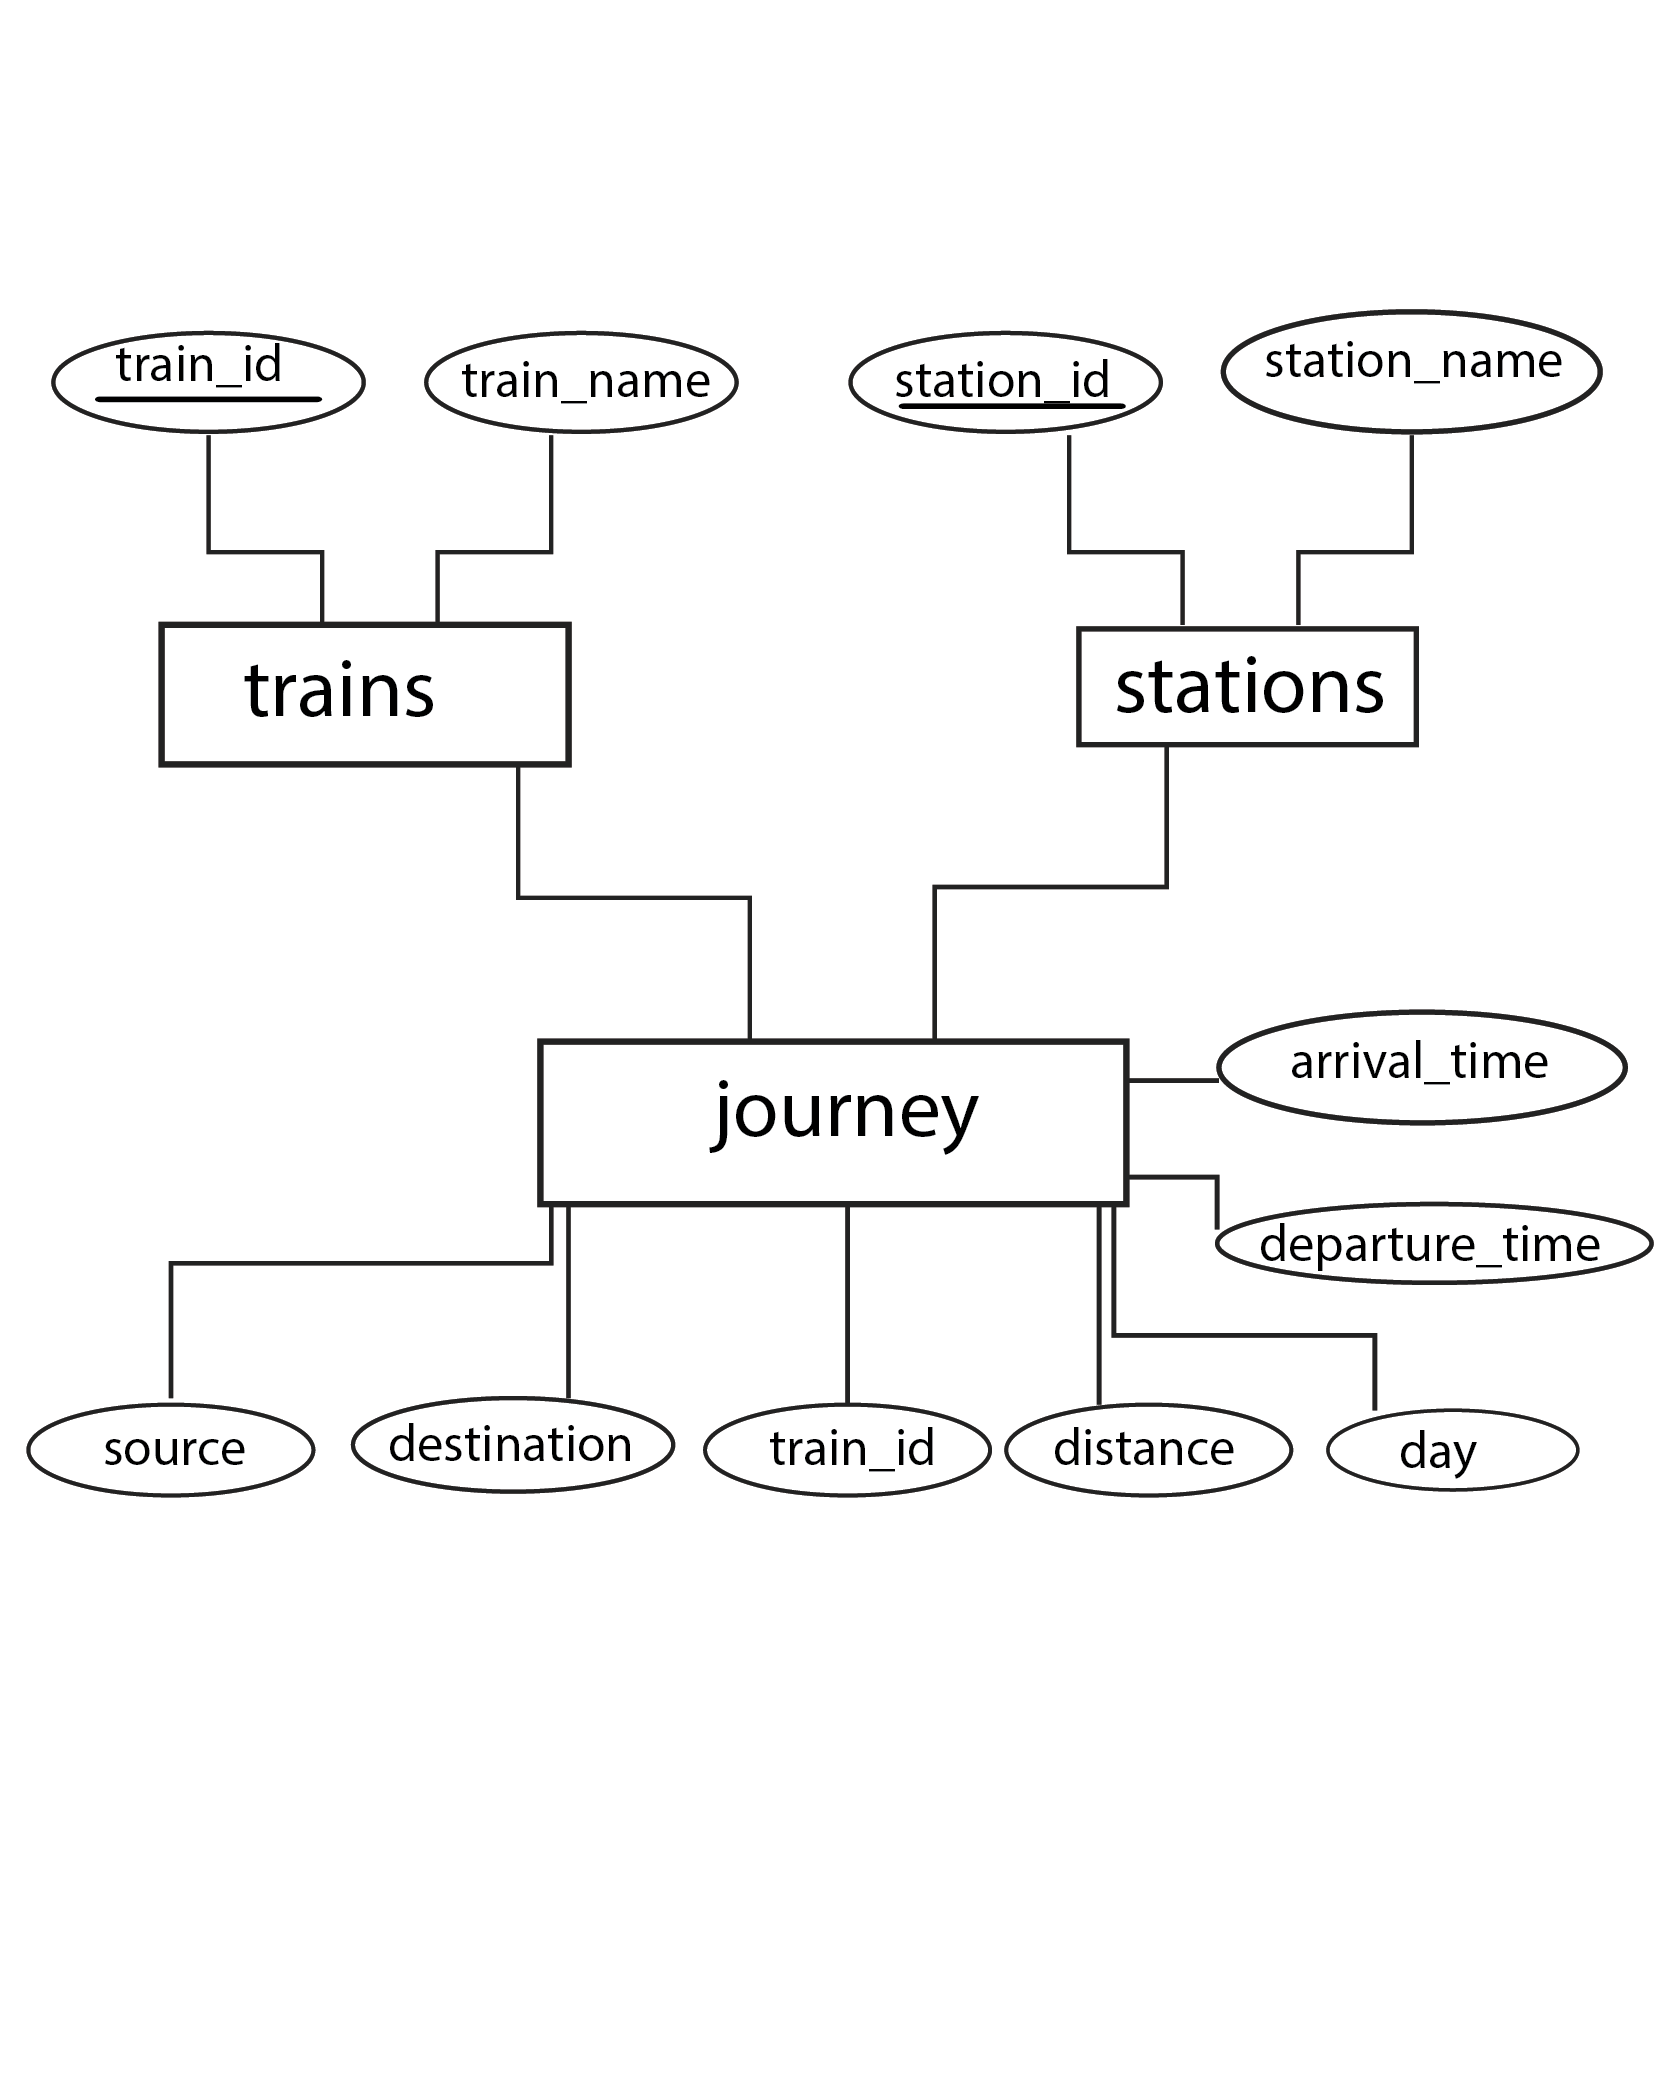 train_id
train_name
station_id
station_name
trains
stations
journey
arrival_time
departure_time
source
destination
train_id
distance
day